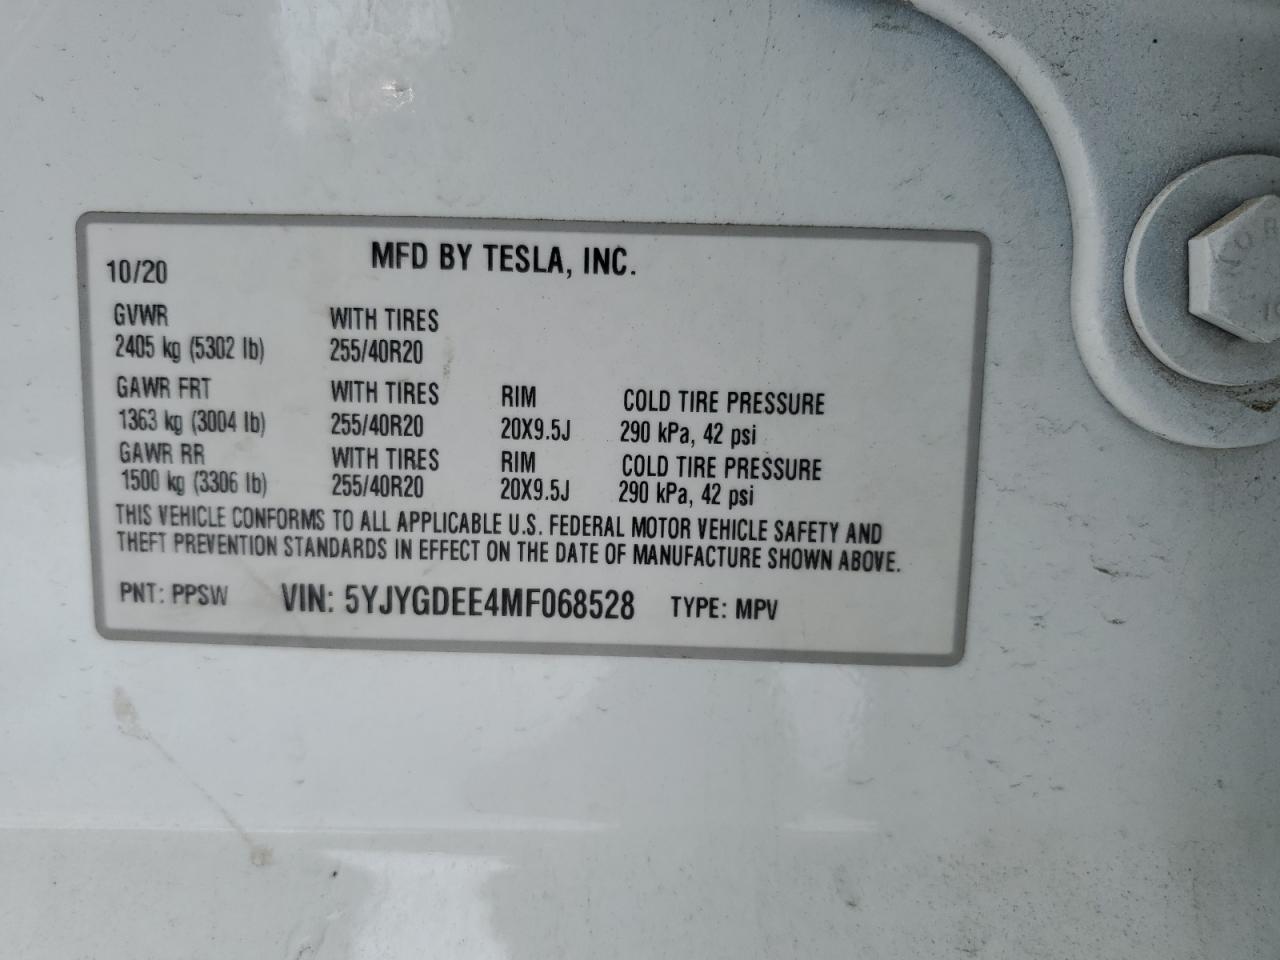 MFD BY TESLA, INC.
10/20
GVWR WITH TIRES
2405 kg (5302 lb) 255/40R20
GAWR FRT WITH TIRES RIM COLD TIRE PRESSURE
1363 kg (3004 lb) 255/40R20 20X9.5J 290 kPa, 42 psi
GAWR RR WITH TIRES RIM COLD TIRE PRESSURE
1500 kg (3306 lb) 255/40R20 20X9.5J 290 kPa, 42 psi
THIS VEHICLE CONFORMS TO ALL APPLICABLE U.S. FEDERAL MOTOR VEHICLE SAFETY AND
THEFT PREVENTION STANDARDS IN EFFECT ON THE DATE OF MANUFACTURE SHOWN ABOVE.
PNT: PPSW VIN: 5YJYGDEE4MF068528 TYPE: MPV